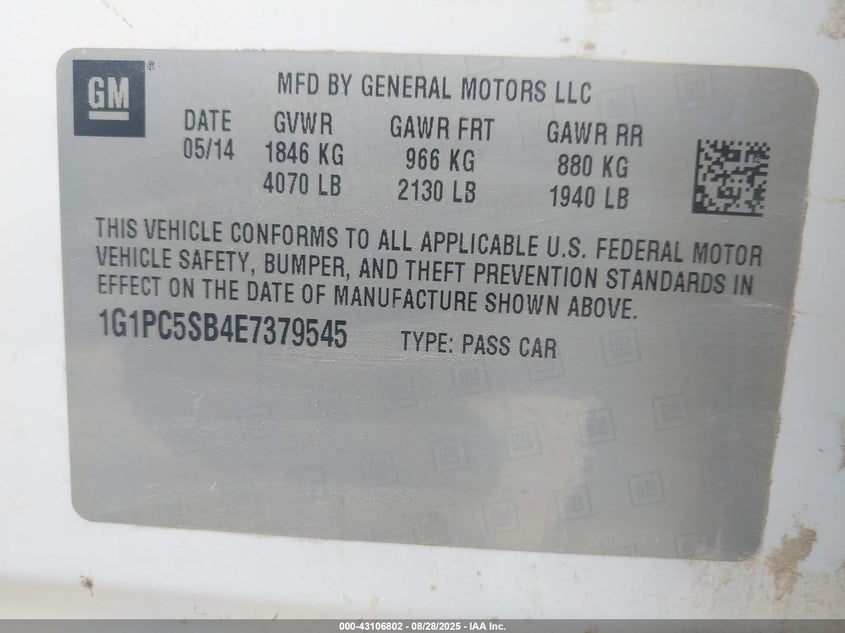 GM
MFD BY GENERAL MOTORS LLC
DATE GVWR GAWR FRT GAWR RR
05/14 1846 KG 966 KG 880 KG
4070 LB 2130 LB 1940 LB
THIS VEHICLE CONFORMS TO ALL APPLICABLE U.S. FEDERAL MOTOR
VEHICLE SAFETY, BUMPER, AND THEFT PREVENTION STANDARDS IN
EFFECT ON THE DATE OF MANUFACTURE SHOWN ABOVE.
1G1PC5SB4E7379545 TYPE: PASS CAR
000-43106802 - 08/28/2025 - IAA Inc.